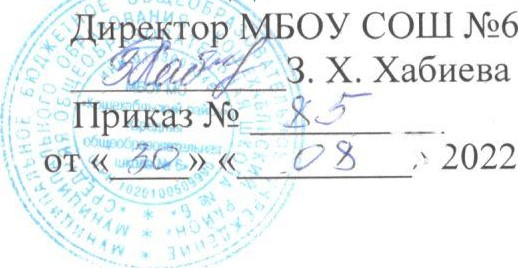 Директор МБОУ СОШ №6
З. Х. Хабиева
Приказ № 85
от «30» «08» 2022